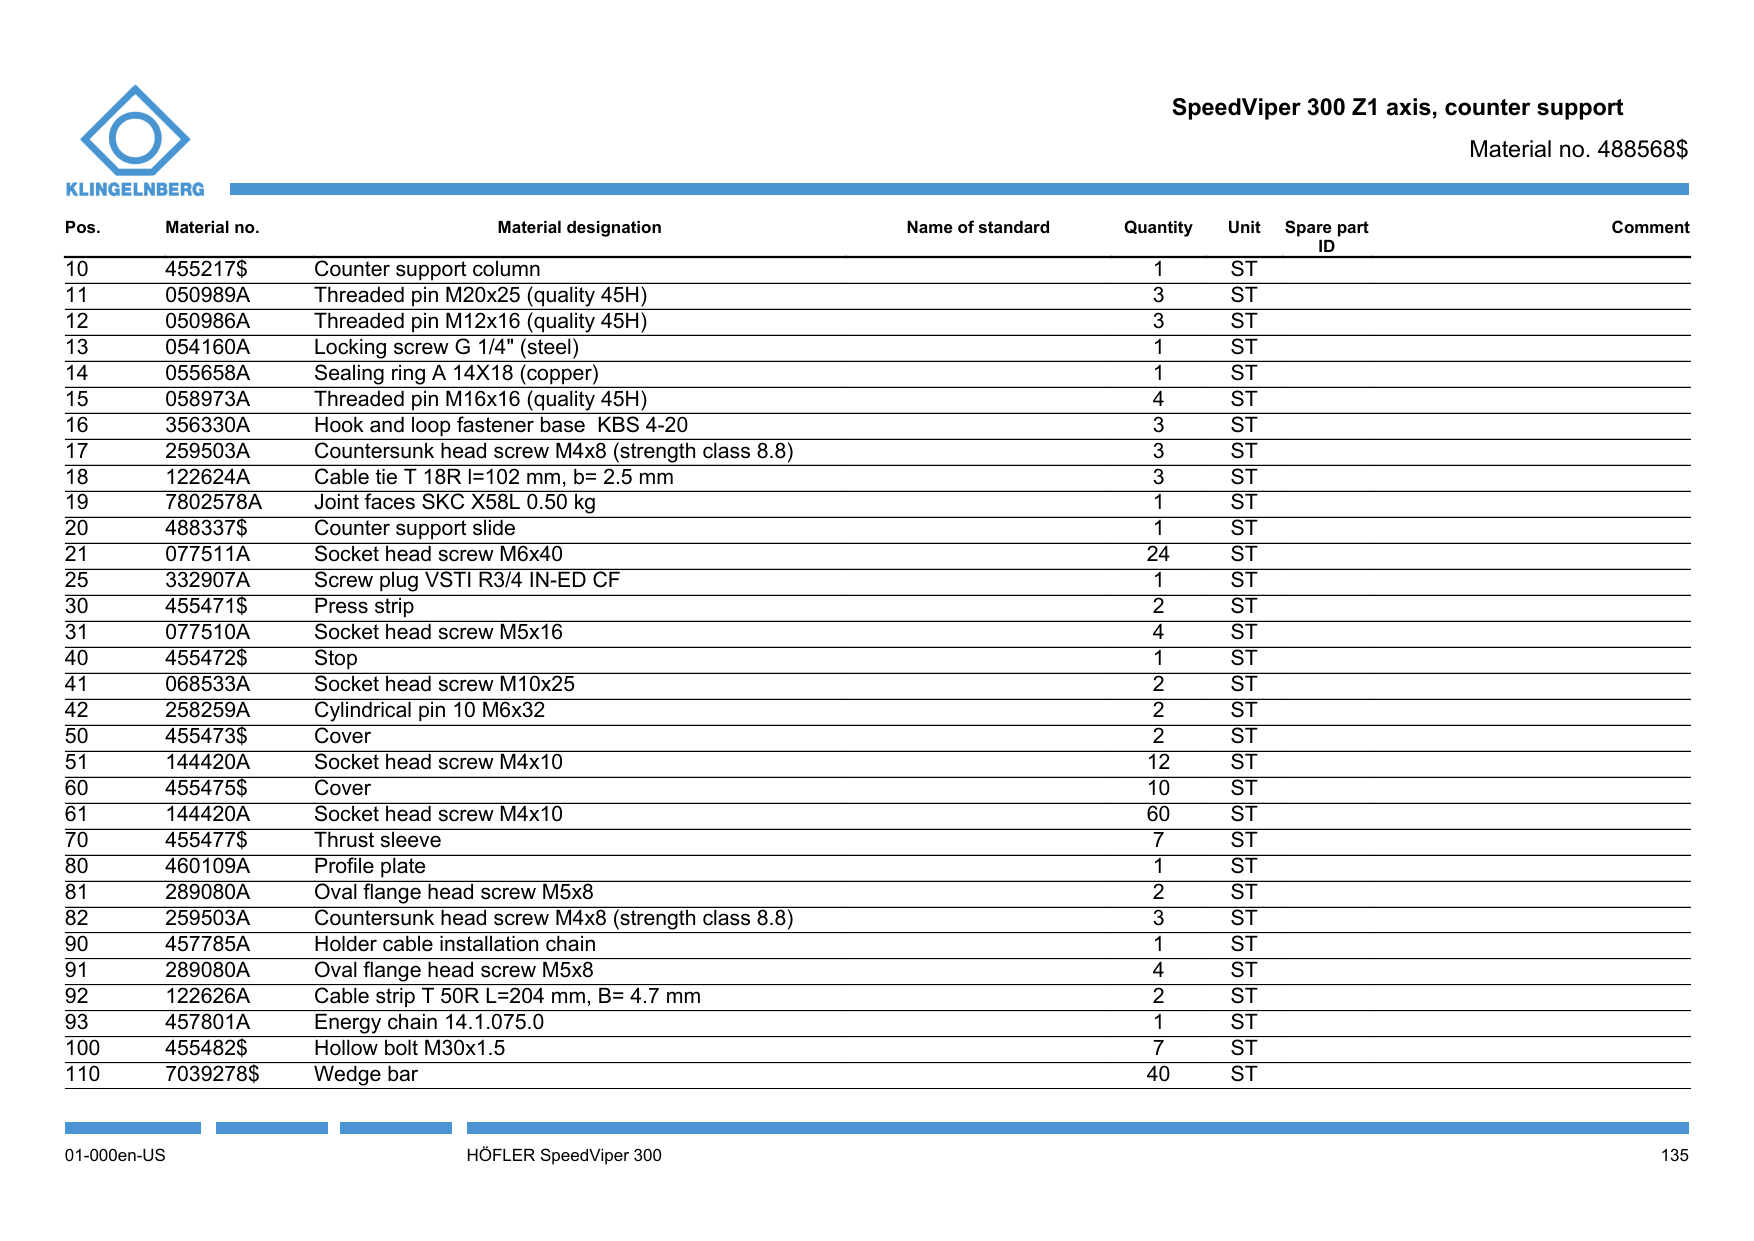 SpeedViper 300 Z1 axis, counter support
Material no. 488568$
KLINGELNBERG
Pos. Material no. Material designation Name of standard Quantity Unit Spare part ID Comment
10 455217$ Counter support column 1 ST
11 050989A Threaded pin M20x25 (quality 45H) 3 ST
12 050986A Threaded pin M12x16 (quality 45H) 3 ST
13 054160A Locking screw G 1/4" (steel) 1 ST
14 055658A Sealing ring A 14X18 (copper) 1 ST
15 058973A Threaded pin M16x16 (quality 45H) 4 ST
16 356330A Hook and loop fastener base  KBS 4-20 3 ST
17 259503A Countersunk head screw M4x8 (strength class 8.8) 3 ST
18 122624A Cable tie T 18R l=102 mm, b= 2.5 mm 3 ST
19 7802578A Joint faces SKC X58L 0.50 kg 1 ST
20 488337$ Counter support slide 1 ST
21 077511A Socket head screw M6x40 24 ST
25 332907A Screw plug VSTI R3/4 IN-ED CF 1 ST
30 455471$ Press strip 2 ST
31 077510A Socket head screw M5x16 4 ST
40 455472$ Stop 1 ST
41 068533A Socket head screw M10x25 2 ST
42 258259A Cylindrical pin 10 M6x32 2 ST
50 455473$ Cover 2 ST
51 144420A Socket head screw M4x10 12 ST
60 455475$ Cover 10 ST
61 144420A Socket head screw M4x10 60 ST
70 455477$ Thrust sleeve 7 ST
80 460109A Profile plate 1 ST
81 289080A Oval flange head screw M5x8 2 ST
82 259503A Countersunk head screw M4x8 (strength class 8.8) 3 ST
90 457785A Holder cable installation chain 1 ST
91 289080A Oval flange head screw M5x8 4 ST
92 122626A Cable strip T 50R L=204 mm, B= 4.7 mm 2 ST
93 457801A Energy chain 14.1.075.0 1 ST
100 455482$ Hollow bolt M30x1.5 7 ST
110 7039278$ Wedge bar 40 ST
01-000en-US HÖFLER SpeedViper 300 135